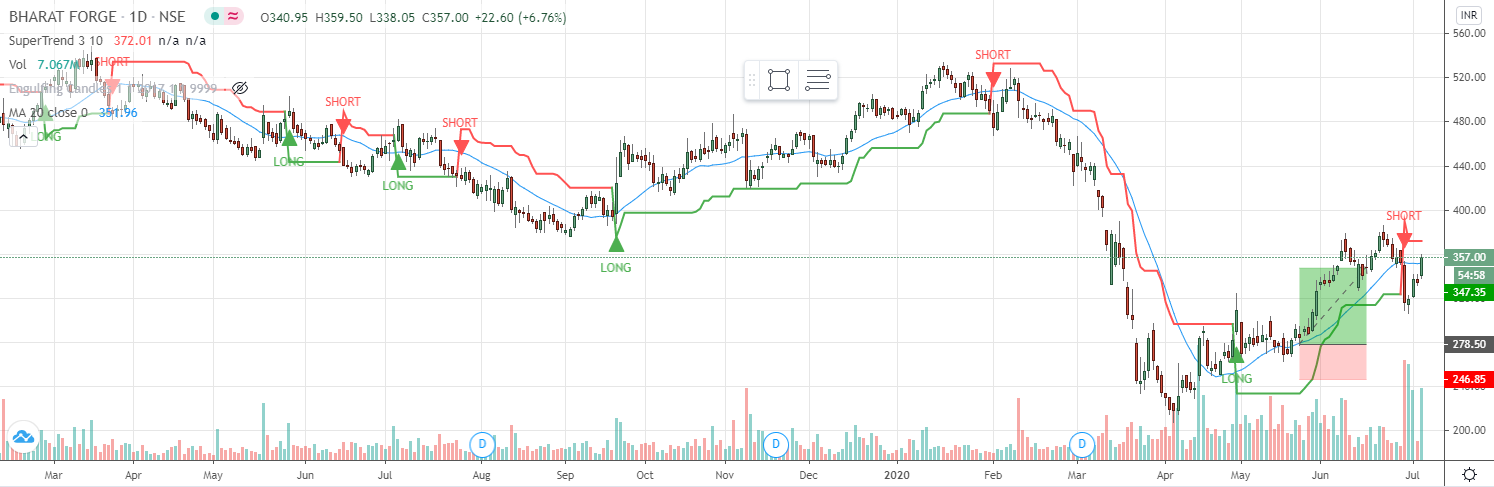 BHARAT FORGE · 1D · NSE O340.95 H359.50 L338.05 C357.00 +22.60 (+6.76%)
INR
SuperTrend 3 10 372.01 n/a n/a
560.00
Vol 7.067M
SHORT
SHORT
520.00
Engulfing Candles 9999
SHORT
MA 20 close 0 351.96
SHORT
480.00
LONG
LONG
440.00
LONG
400.00
SHORT
LONG
357.00
54:58
347.35
278.50
LONG
246.85
200.00
D
D
D
Mar Apr May Jun Jul Aug Sep Oct Nov Dec 2020 Feb Mar Apr May Jun Jul